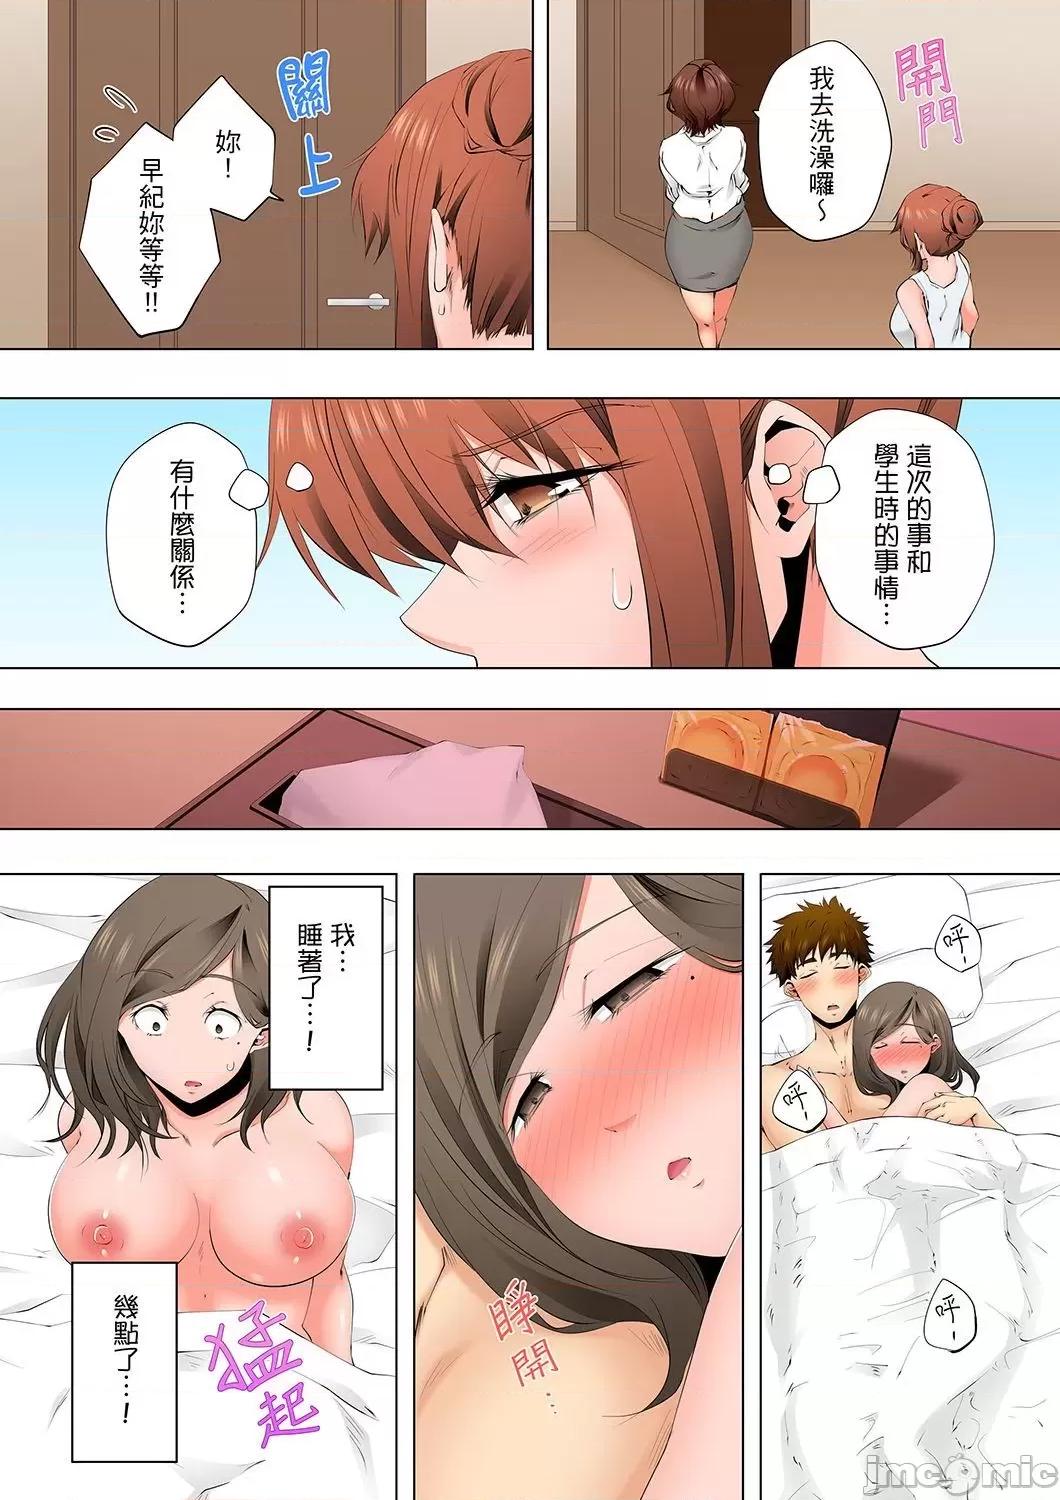 開門
我去洗澡囉~
關上
妳！
早紀妳等等!!
這次的事和
學生時的事情…
有什麼關係…
呼-
呼-
呼-
睜開…
我…
睡著了…！
猛起
幾點了…！
jmcomic